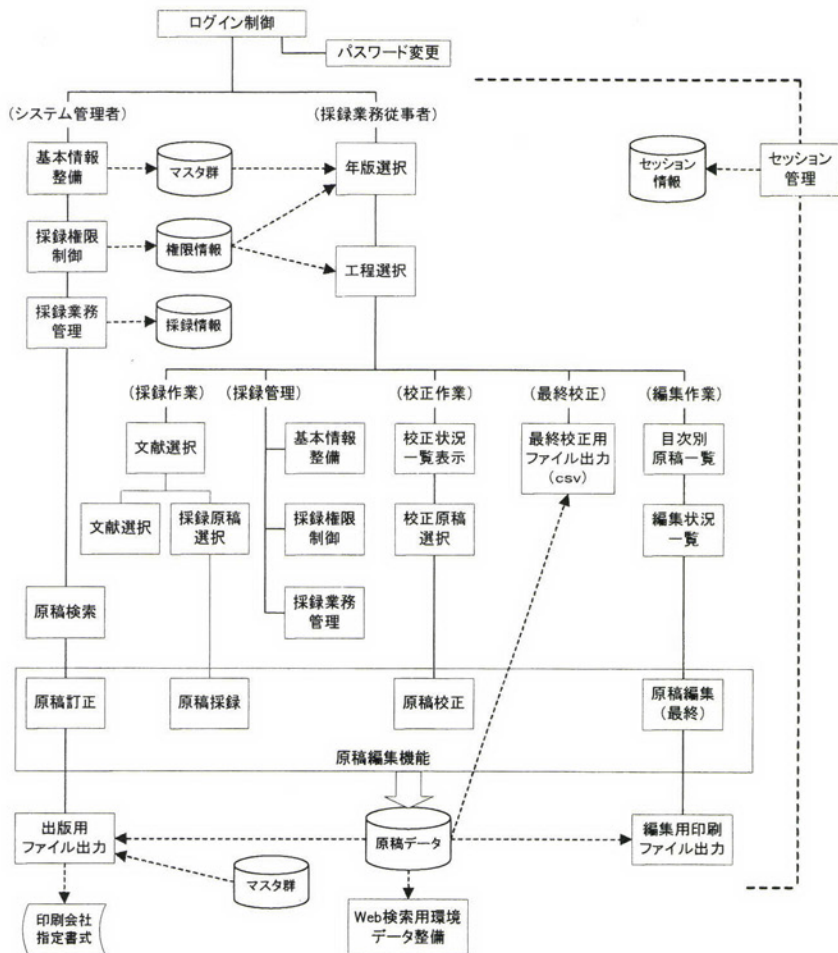 ログイン制御
パスワード変更
(システム管理者)
(採録業務従事者)
基本情報
整備
マスタ群
年版選択
セッション
情報
セッション
管理
採録権限
制御
権限情報
工程選択
採録業務
管理
採録情報
(採録作業)
(採録管理)
(校正作業)
(最終校正)
(編集作業)
文献選択
基本情報
整備
校正状況
一覧表示
最終校正用
ファイル出力
(csv)
目次別
原稿一覧
文献選択
採録原稿
選択
採録権限
制御
校正原稿
選択
編集状況
一覧
原稿検索
採録業務
管理
原稿訂正
原稿採録
原稿校正
原稿編集
(最終)
原稿編集機能
出版用
ファイル出力
原稿データ
編集用印刷
ファイル出力
マスタ群
印刷会社
指定書式
Web検索用環境
データ整備